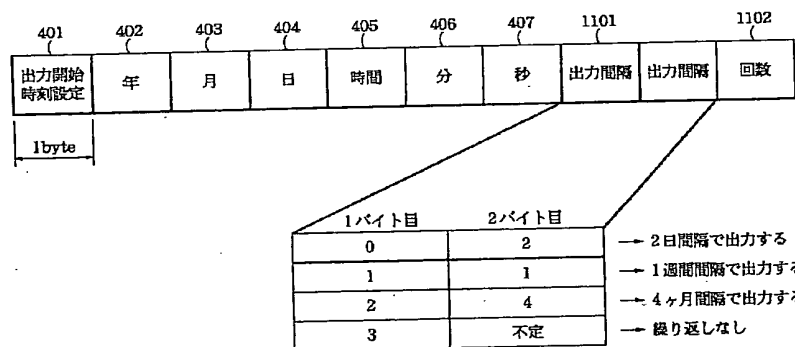 401 402 403 404 405 406 407 1101 1102
出力開始
時刻設定
年 月 日 時間 分 秒 出力間隔 出力間隔 回数
1byte
1バイト目 2バイト目
0 2 → 2日間隔で出力する
1 1 → 1週間間隔で出力する
2 4 → 4ヶ月間隔で出力する
3 不定 → 繰り返しなし